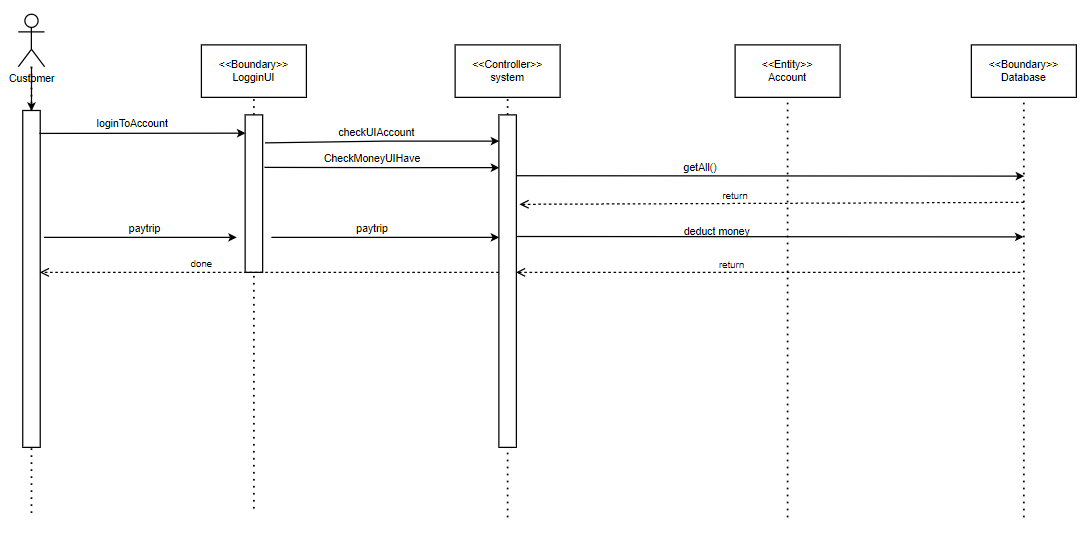 Customer
<<Boundary>>
LogginUI
<<Controller>>
system
<<Entity>>
Account
<<Boundary>>
Database
loginToAccount
checkUIAccount
CheckMoneyUIHave
getAll()
return
paytrip
paytrip
deduct money
done
return